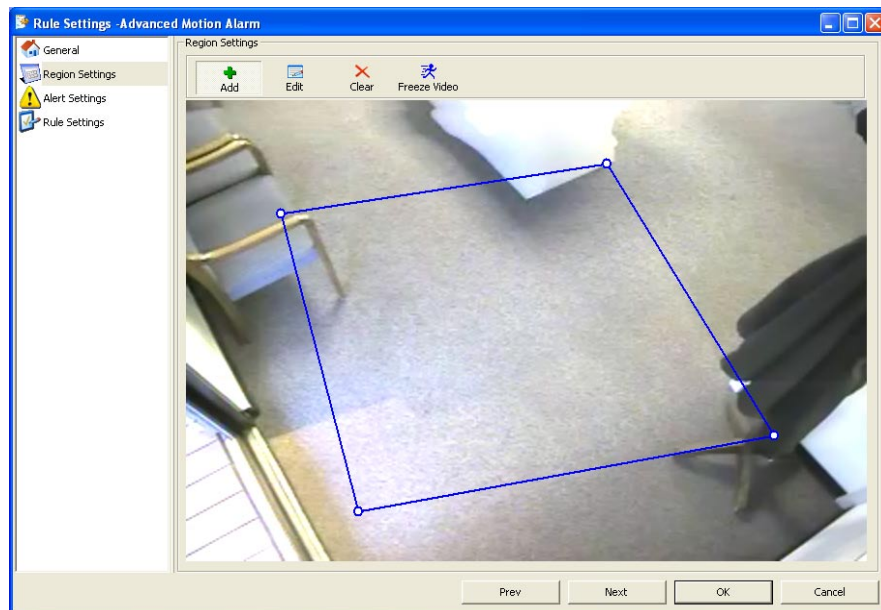 Rule Settings -Advanced Motion Alarm
General
Region Settings
Alert Settings
Rule Settings
Region Settings
Add
Edit
Clear
Freeze Video
Prev
Next
OK
Cancel